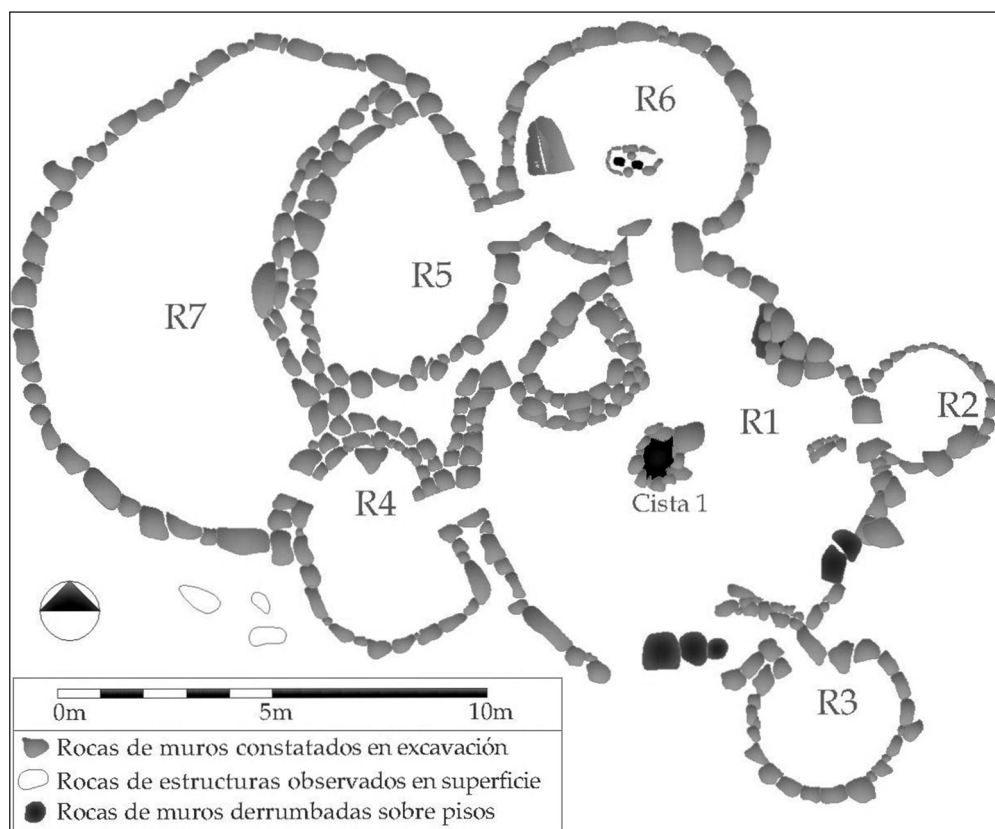 R6
R5
R7
R1
R2
R4
Cista 1
R3
0m 5m 10m
Rocas de muros constatados en excavación
Rocas de estructuras observados en superficie
Rocas de muros derrumbadas sobre pisos